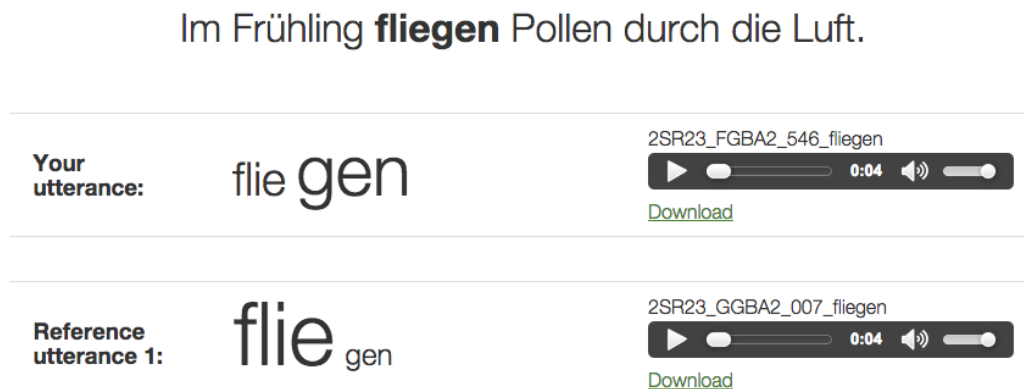 Im Frühling fliegen Pollen durch die Luft.
2SR23_FGBA2_546_fliegen
Your
utterance:
flie gen
0:04
Download
2SR23_GGBA2_007_fliegen
Reference
utterance 1:
flie gen
0:04
Download